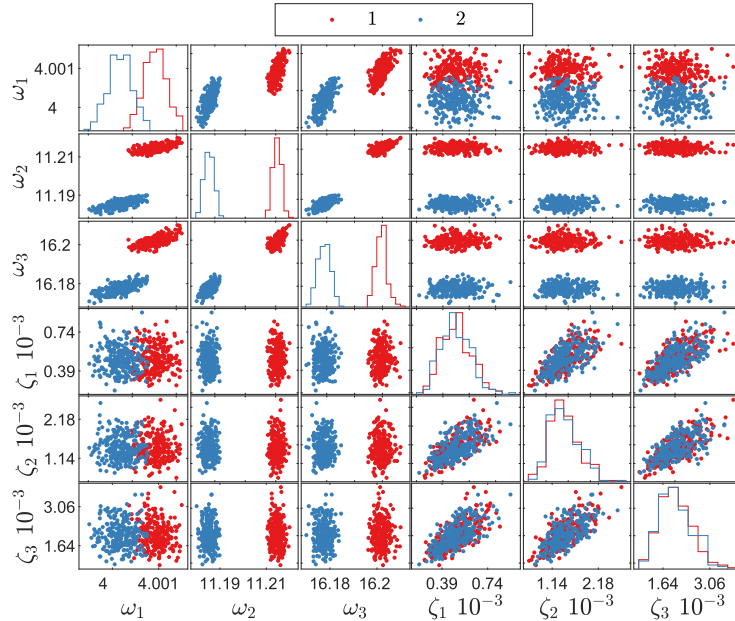 1 2
ω₁ 4.001 4
ω₂ 11.21 11.19
ω₃ 16.2 16.18
ζ₁ 10⁻³ 0.74 0.39
ζ₂ 10⁻³ 2.18 1.14
ζ₃ 10⁻³ 3.06 1.64
4 4.001 11.19 11.21 16.18 16.2 0.39 0.74 1.14 2.18 1.64 3.06
ω₁ ω₂ ω₃ ζ₁ 10⁻³ ζ₂ 10⁻³ ζ₃ 10⁻³